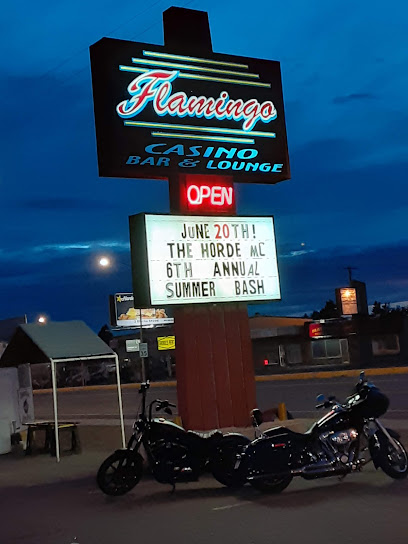 Flamingo
CASINO
BAR & LOUNGE
OPEN
JUNE 20TH!
THE HORDE MC
6TH ANNUAL
SUMMER BASH